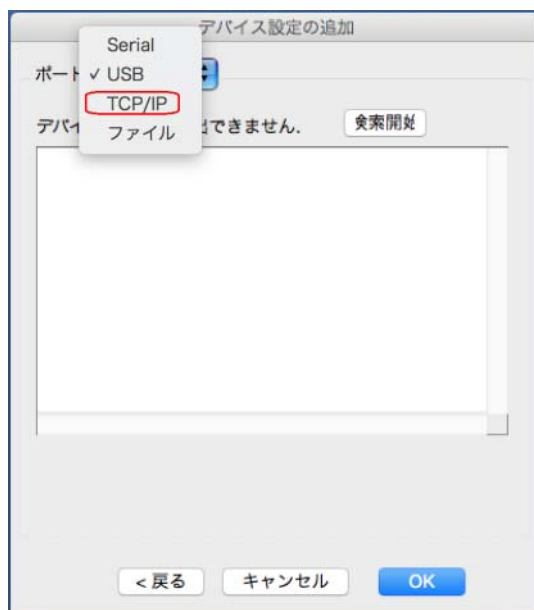 デバイス設定の追加
Serial
ポート
✓ USB
TCP/IP
ファイル
デバイ
出できません.
検索開始
<戻る
キャンセル
OK